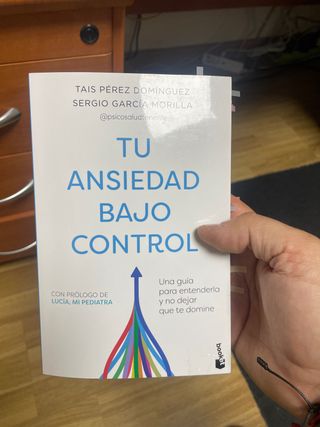 TAIS PÉREZ DOMÍNGUEZ
SERGIO GARCÍA MORILLA
TU
ANSIEDAD
BAJO
CONTROL
CON PRÓLOGO DE
LUCÍA, MI PEDIATRA
Una guía
para entenderla
y no dejar
que te domine
booket